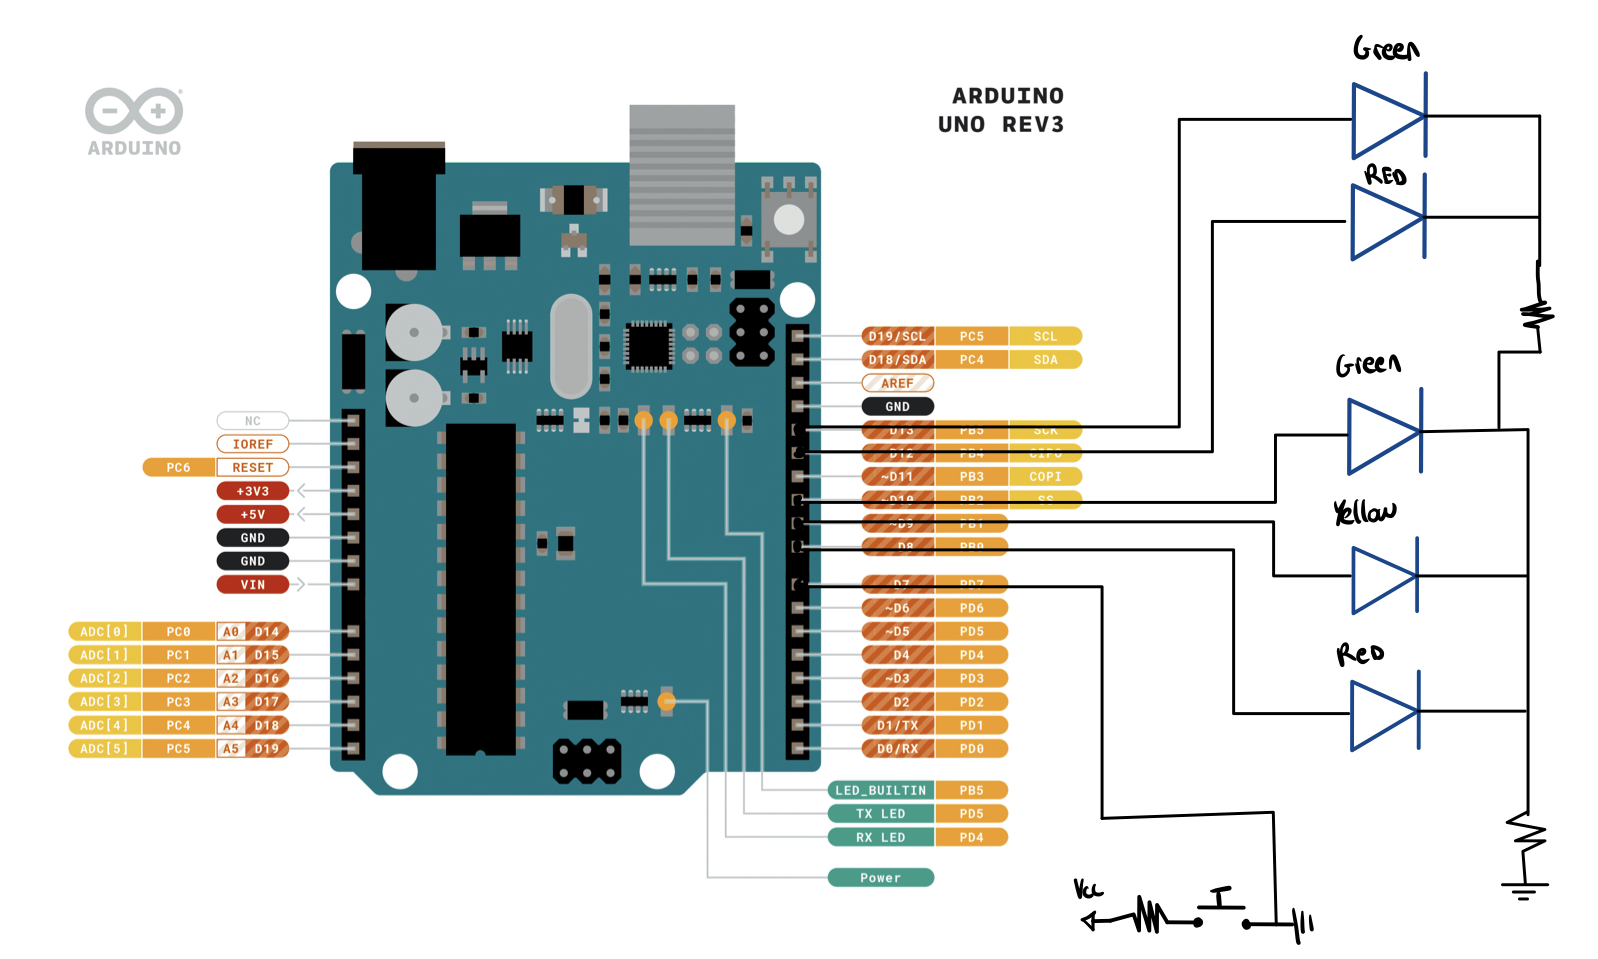 Green
ARDUINO
UNO REV3
ARDUINO
RED
D19/SCL PC5 SCL
D18/SDA PC4 SDA
AREF
Green
GND
NC
D13 PB5 SCK
IOREF
D12 PB4 CIPO
PC6 RESET
~D11 PB3 COPI
+3V3
~D10 PB2 SS
+5V
~D9 PB1
Yellow
GND
D8 PB0
GND
VIN
D7 PD7
~D6 PD6
ADC[0] PC0 A0 D14
~D5 PD5
ADC[1] PC1 A1 D15
D4 PD4
Red
ADC[2] PC2 A2 D16
~D3 PD3
ADC[3] PC3 A3 D17
D2 PD2
ADC[4] PC4 A4 D18
D1/TX PD1
ADC[5] PC5 A5 D19
D0/RX PD0
LED_BUILTIN PB5
TX LED PD5
RX LED PD4
Power
Vcc